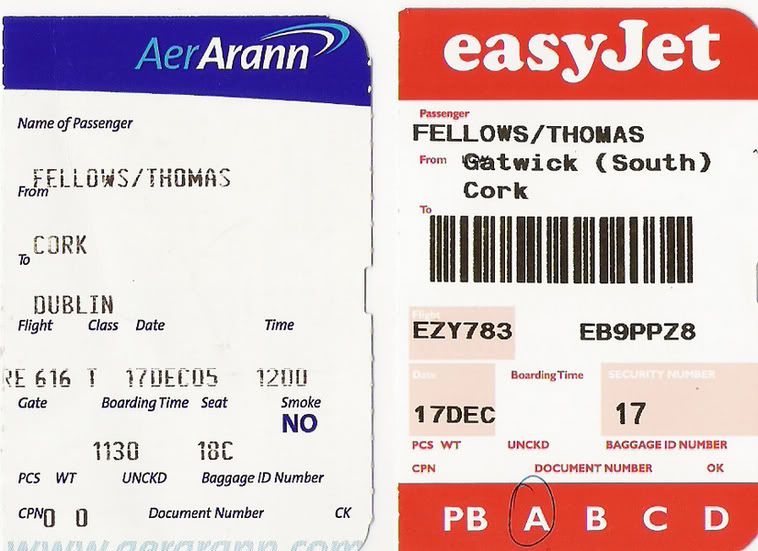 AerArann
Name of Passenger
FELLOWS/THOMAS
From
CORK
To
DUBLIN
Flight Class Date Time
RE 616 T 17DEC05 1200
Gate Boarding Time Seat Smoke
NO
1130 18C
PCS WT UNCKD Baggage ID Number
CPN 0 0 Document Number CK
www.aerarann.com
easyJet
Passenger
FELLOWS/THOMAS
From Gatwick (South)
Cork
To
Flight
EZY783 EB9PPZ8
Date Boarding Time SECURITY NUMBER
17DEC 17
PCS WT UNCKD BAGGAGE ID NUMBER
CPN DOCUMENT NUMBER OK
PB A B C D